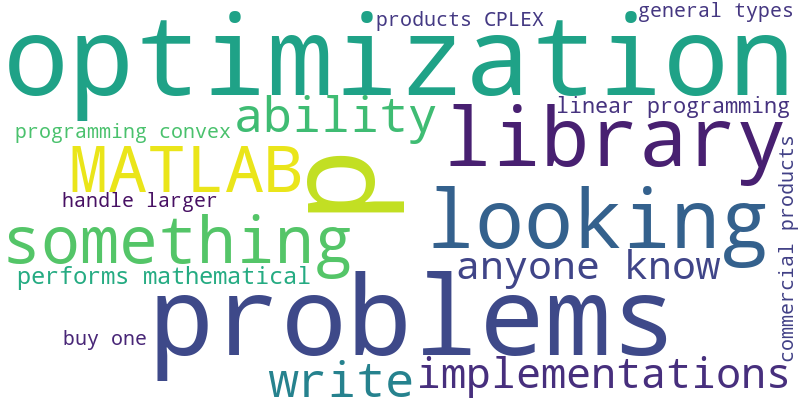 general types
products CPLEX
optimization
ability
linear programming
programming convex
library
MATLAB
d
commercial products
handle larger
looking
something
anyone know
performs mathematical
problems
buy one
write
implementations